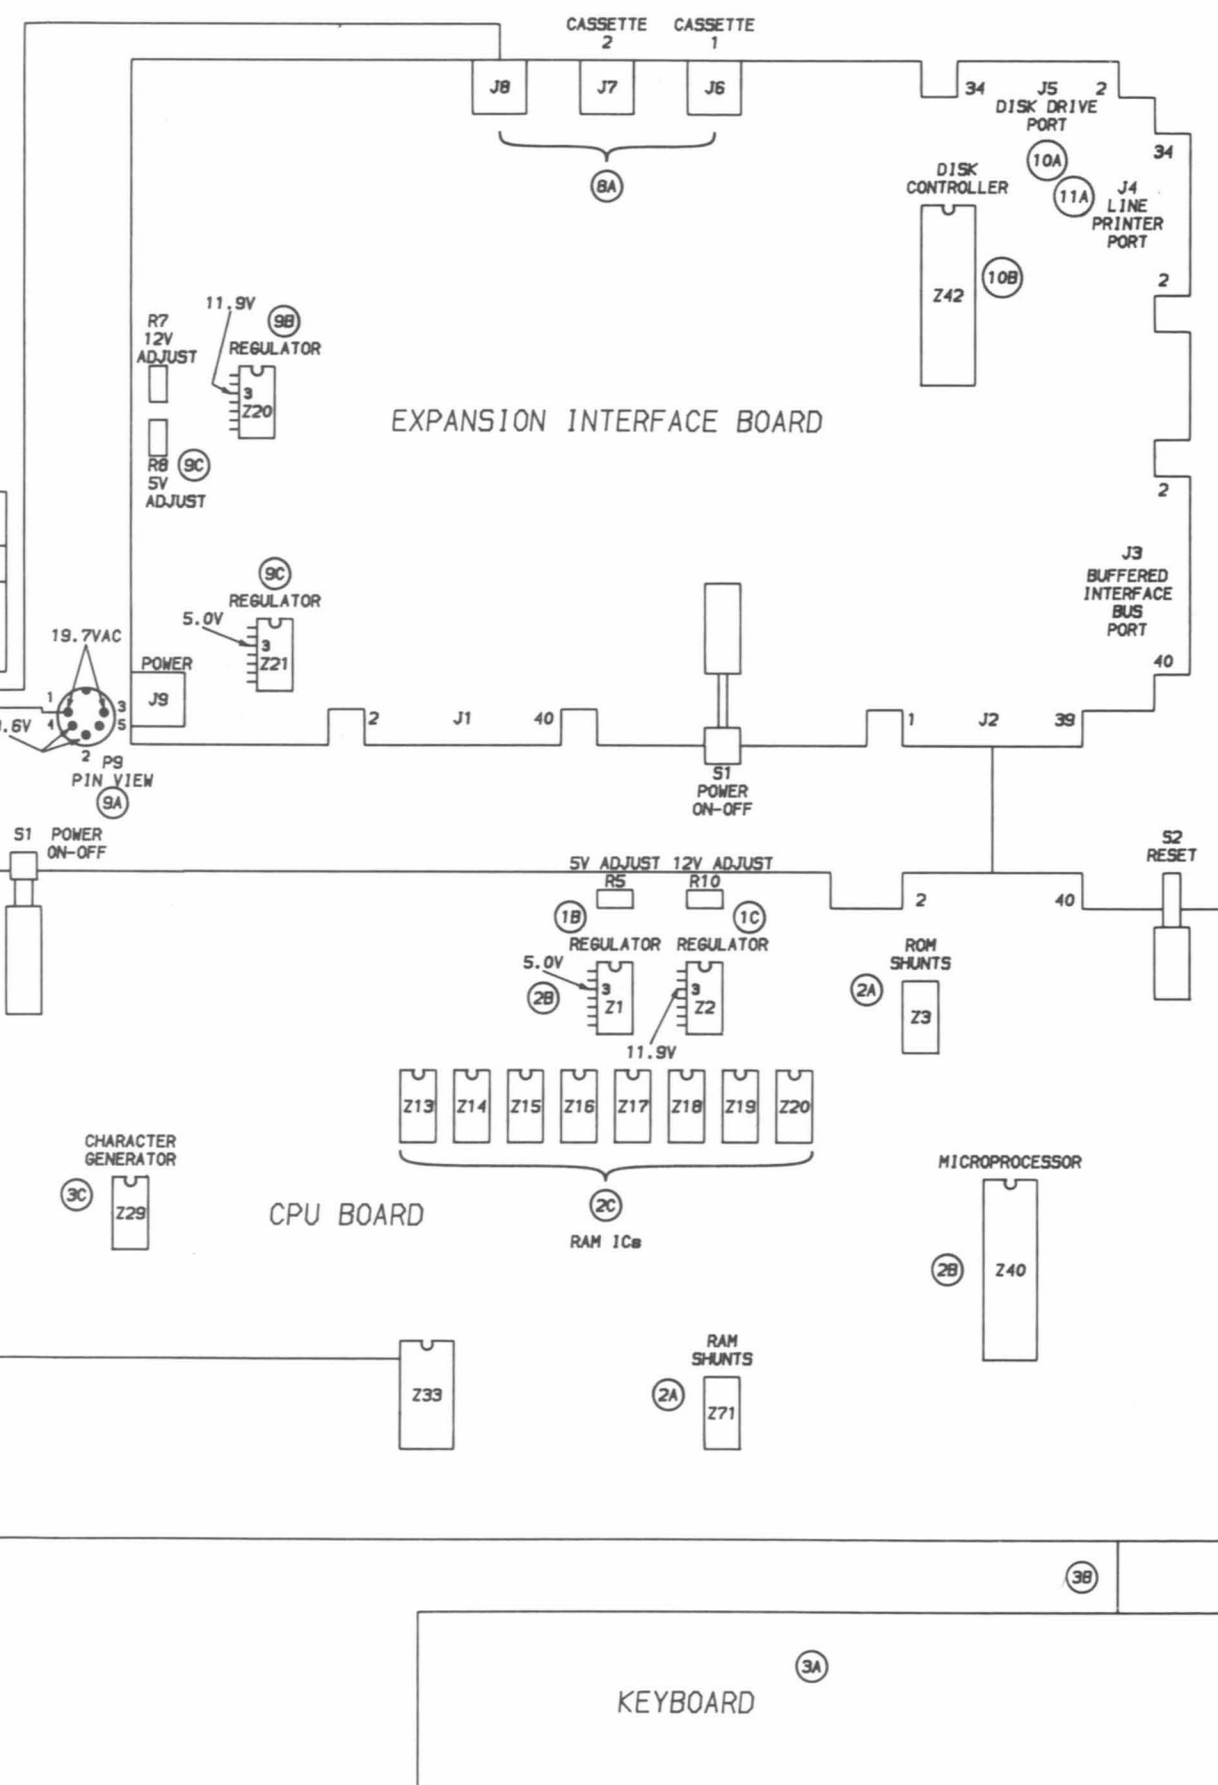 CASSETTE
2
CASSETTE
1
J8
J7
J6
34
J5
2
DISK DRIVE
PORT
10A
34
8A
DISK
CONTROLLER
11A
J4
LINE
PRINTER
PORT
2
Z42
10B
11.9V
9B
REGULATOR
R7
12V
ADJUST
3
Z20
EXPANSION INTERFACE BOARD
R8
5V
ADJUST
9C
2
J3
BUFFERED
INTERFACE
BUS
PORT
40
9C
REGULATOR
5.0V
3
Z21
19.7VAC
POWER
J9
1
3
4
5
2
.6V
P9
PIN VIEW
9A
2
J1
40
1
J2
39
S1
POWER
ON-OFF
S1 POWER
ON-OFF
S2
RESET
5V ADJUST
R5
12V ADJUST
R10
2
40
1B
1C
REGULATOR
REGULATOR
5.0V
2B
3
Z1
3
Z2
11.9V
ROM
SHUNTS
2A
Z3
Z13
Z14
Z15
Z16
Z17
Z18
Z19
Z20
2C
RAM ICs
CHARACTER
GENERATOR
3C
Z29
CPU BOARD
MICROPROCESSOR
2B
Z40
Z33
RAM
SHUNTS
2A
Z71
3B
3A
KEYBOARD